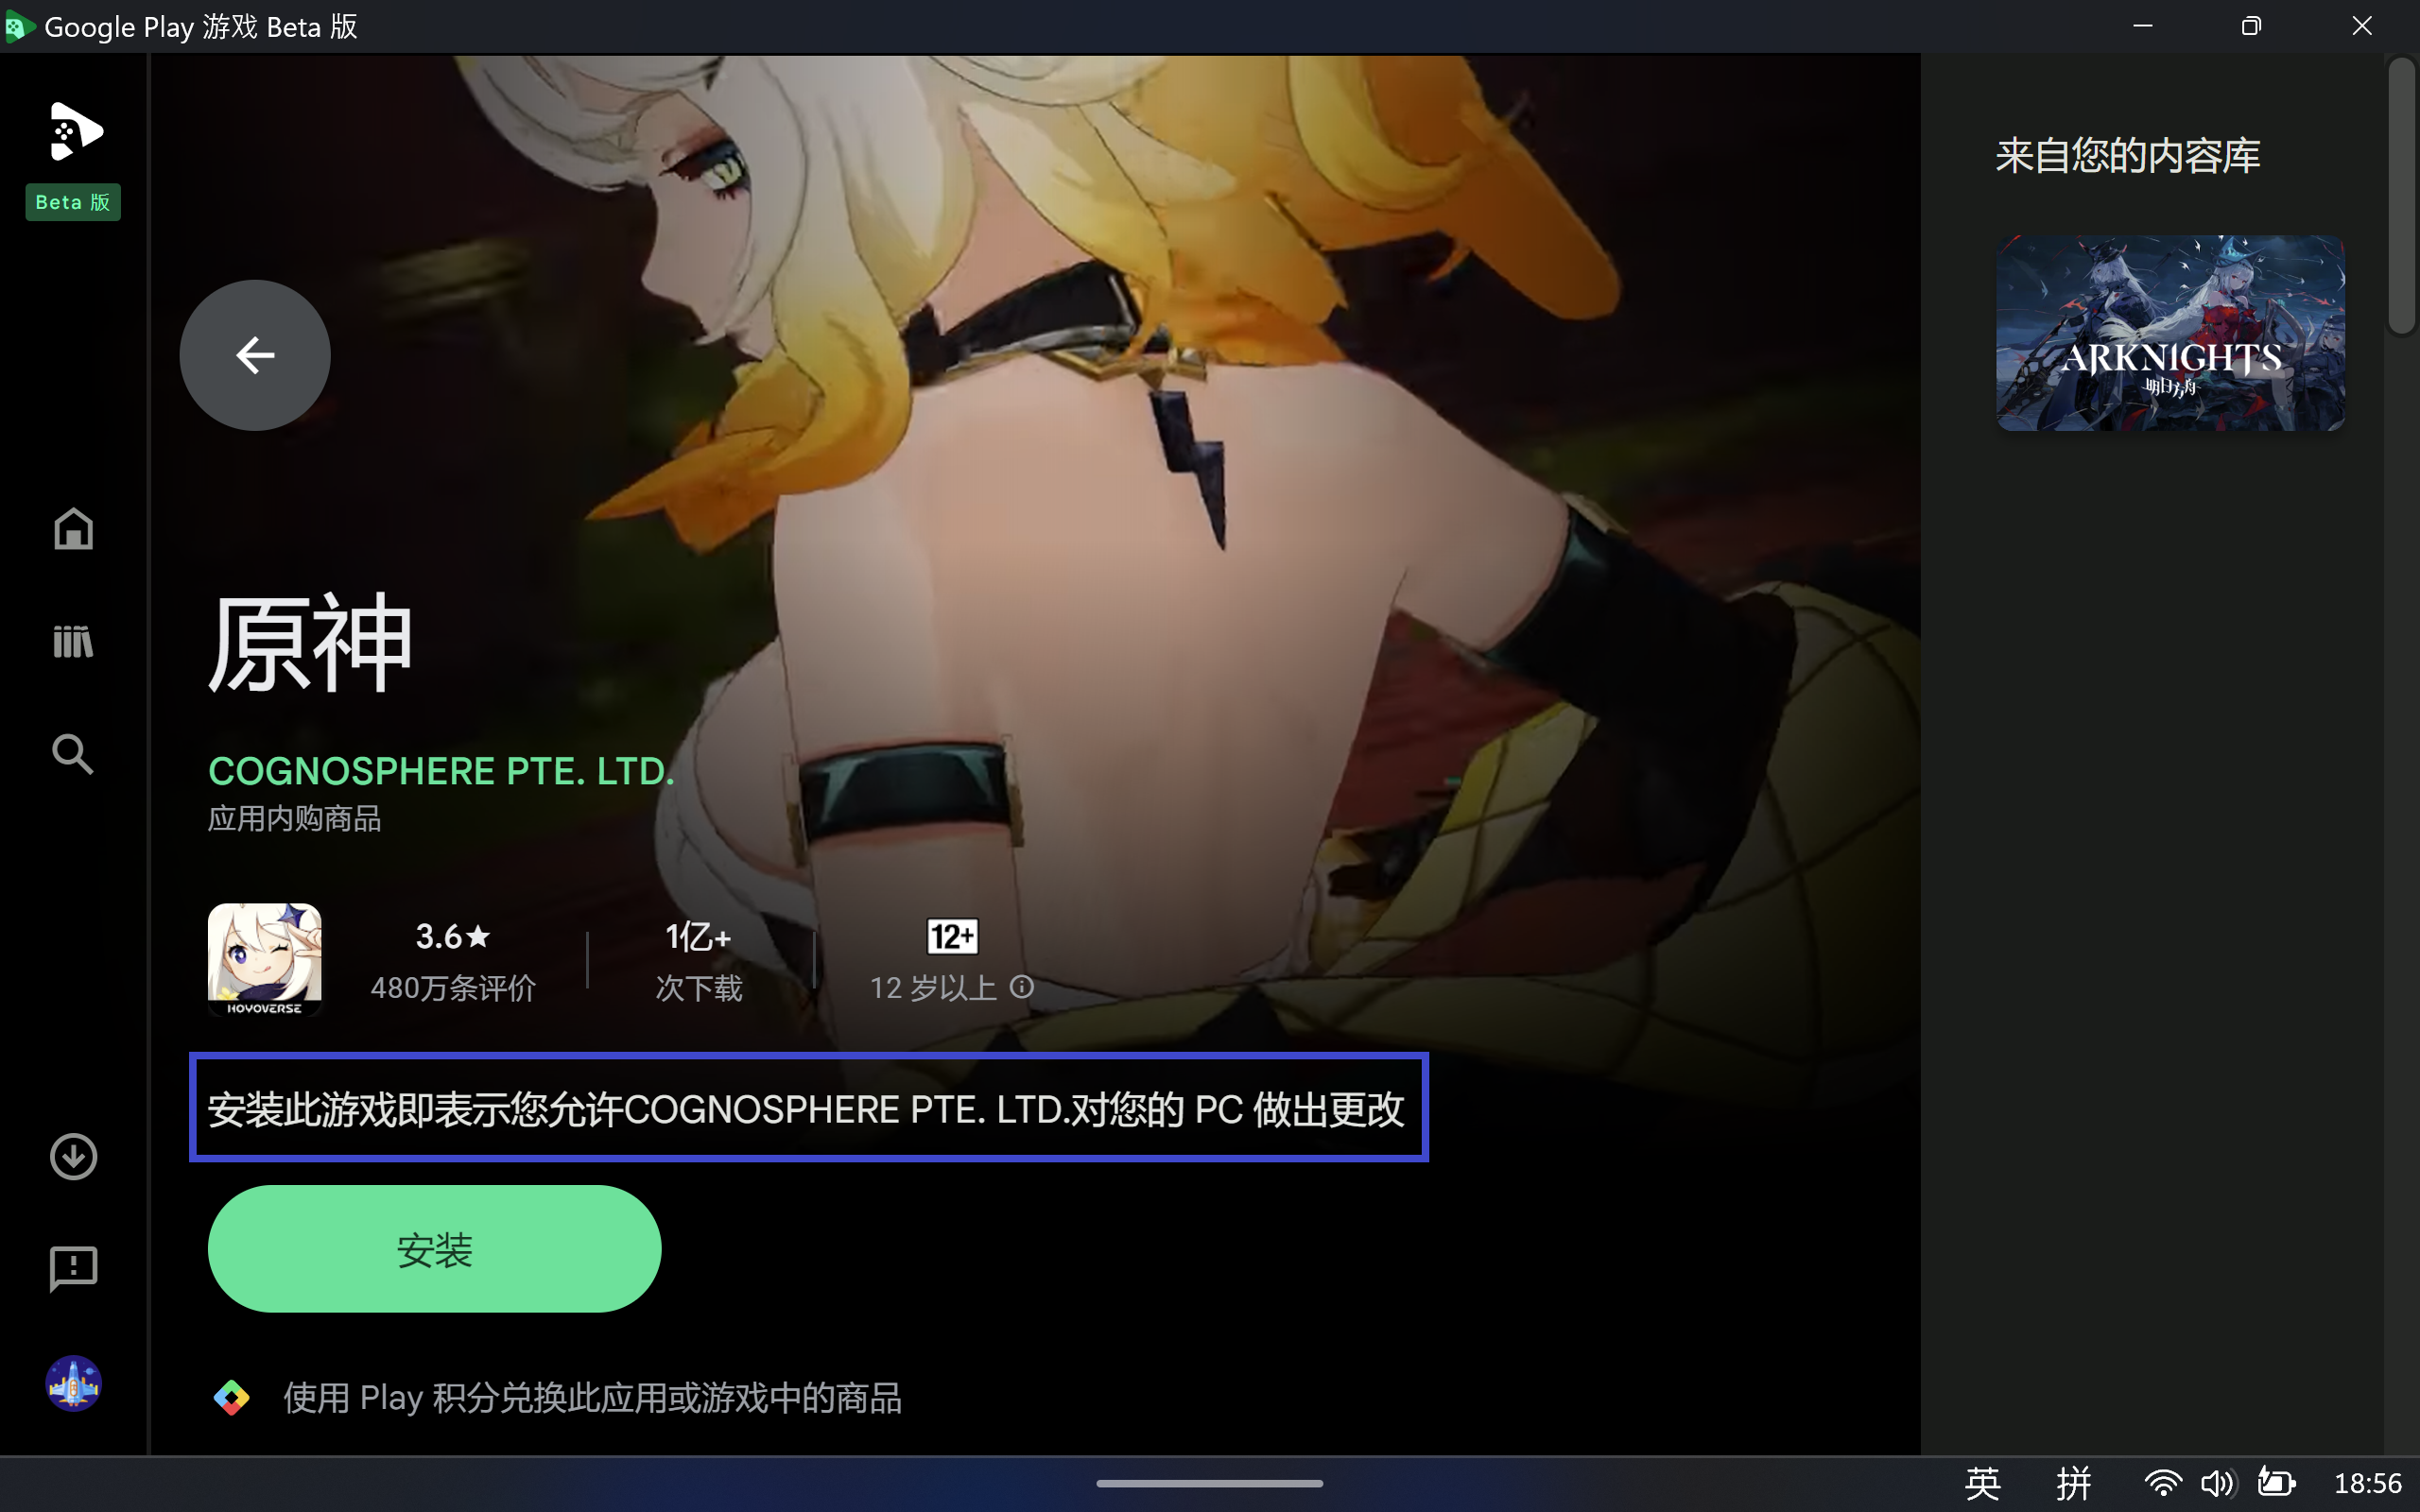 Google Play 游戏 Beta 版
Beta 版
来自您的内容库
ARKNIGHTS
明日方舟
原神
COGNOSPHERE PTE. LTD.
应用内购商品
HOYOVERSE
3.6★
480万条评价
1亿+
次下载
12+
12 岁以上
安装此游戏即表示您允许COGNOSPHERE PTE. LTD.对您的 PC 做出更改
安装
使用 Play 积分兑换此应用或游戏中的商品
英 拼 18:56